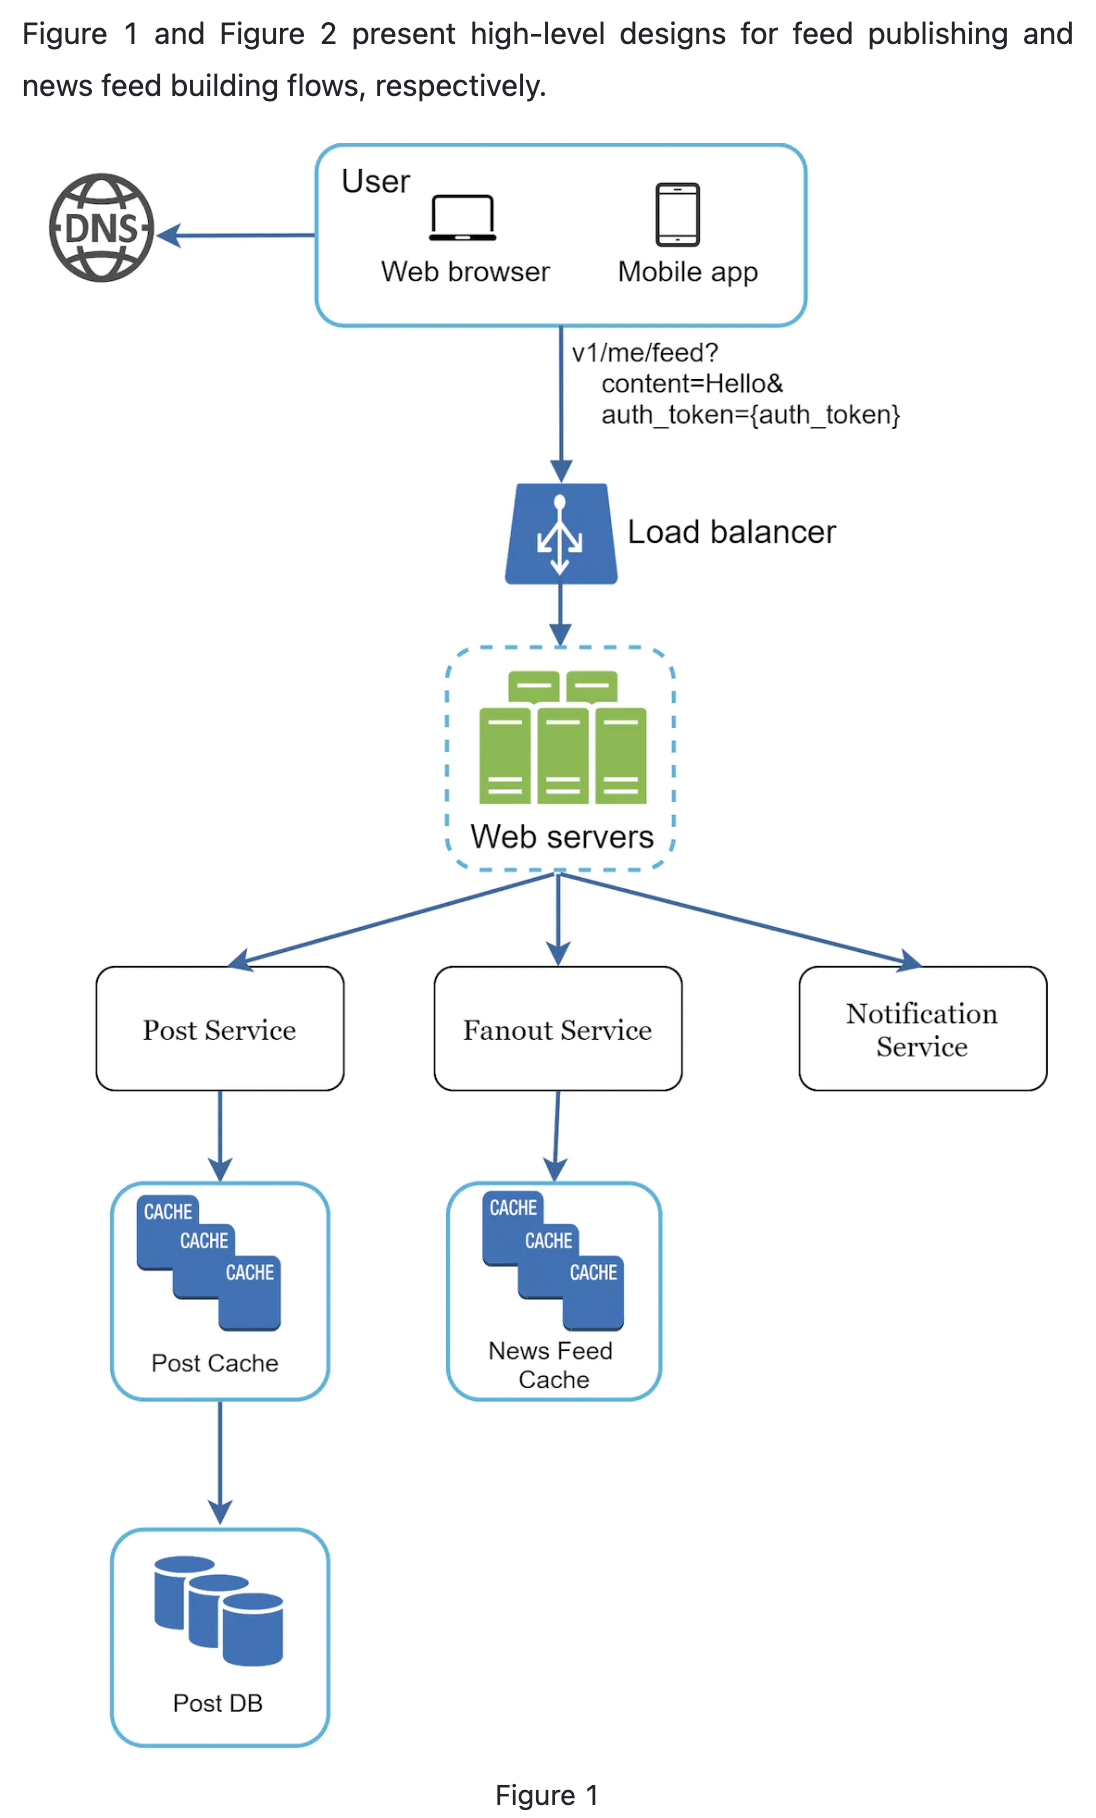 Figure 1 and Figure 2 present high-level designs for feed publishing and
news feed building flows, respectively.
User
DNS
Web browser
Mobile app
v1/me/feed?
content=Hello&
auth_token={auth_token}
Load balancer
Web servers
Post Service
Fanout Service
Notification
Service
CACHE
CACHE
CACHE
Post Cache
CACHE
CACHE
CACHE
News Feed
Cache
Post DB
Figure 1